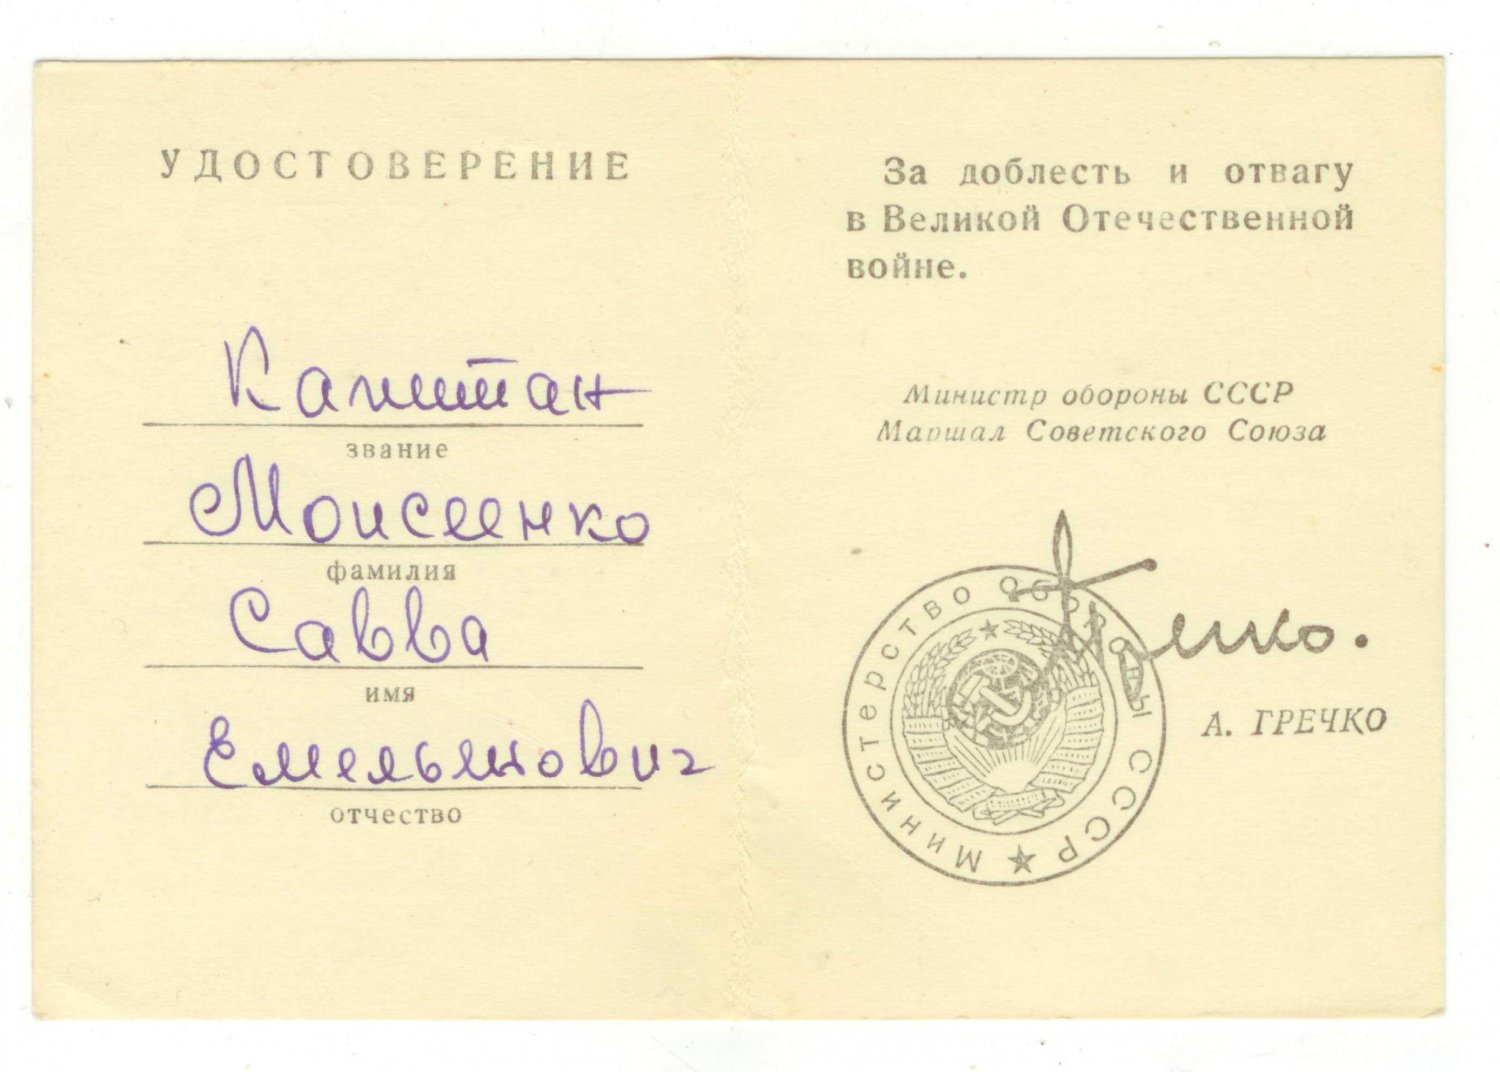 УДОСТОВЕРЕНИЕ
Капитан
звание
Моисеенко
фамилия
Савва
имя
Емельянович
отчество
За доблесть и отвагу
в Великой Отечественной
войне.
Министр обороны СССР
Маршал Советского Союза
Гречко.
А. ГРЕЧКО
Министерство Обороны СССР